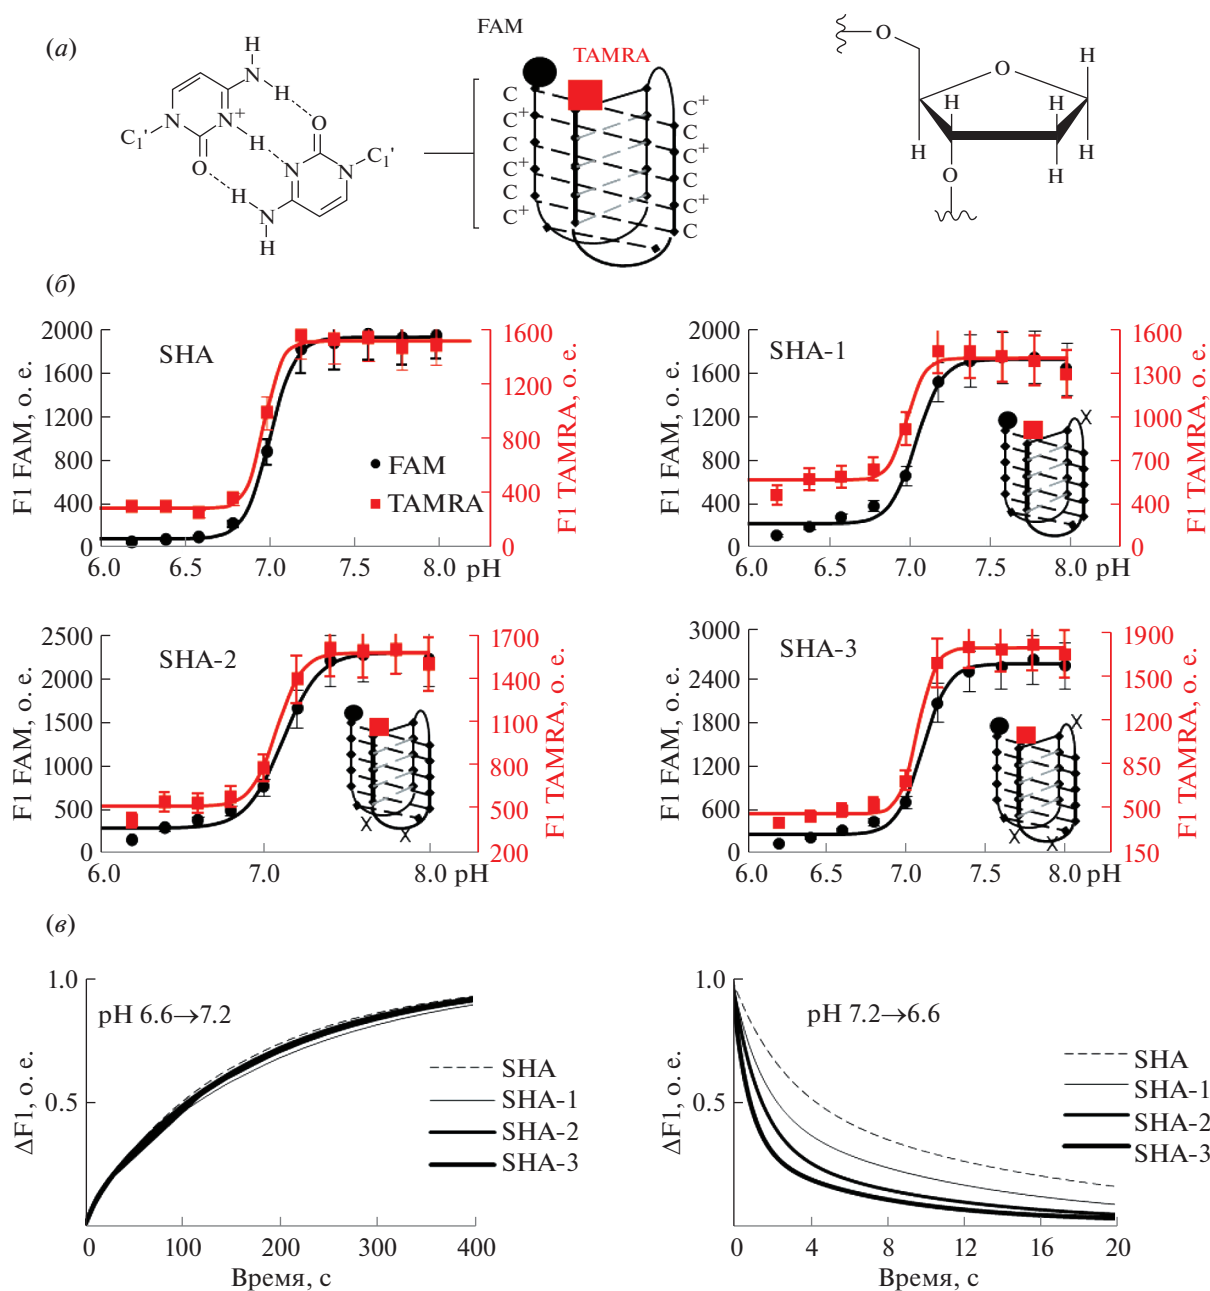 (а)
FAM
TAMRA
H
N
H
N
N⁺
H
O
C₁'
O
N
N
C₁'
H
N
H
C
C⁺
C
C⁺
C
C⁺
C⁺
C
C⁺
C
C⁺
C
O
O
H
H
H
H
H
H
O
(б)
SHA
F1 FAM, о. е.
2000
1600
1200
800
400
0
F1 TAMRA, о. е.
1600
1200
800
400
0
FAM
TAMRA
6.0
7.0
8.0
pH
SHA-1
F1 FAM, о. е.
2000
1600
1200
800
400
0
F1 TAMRA, о. е.
1600
1300
1000
700
400
0
X
6.0
6.5
7.0
7.5
8.0
pH
SHA-2
F1 FAM, о. е.
2500
2000
1500
1000
500
0
F1 TAMRA, о. е.
1700
1400
1100
800
500
200
X
X
6.0
7.0
8.0
pH
SHA-3
F1 FAM, о. е.
3000
2400
1800
1200
600
0
F1 TAMRA, о. е.
1900
1500
1200
850
500
150
X
X
X
6.0
6.5
7.0
7.5
8.0
pH
(в)
ΔF1, о. е.
1.0
0.5
pH 6.6→7.2
SHA
SHA-1
SHA-2
SHA-3
0
100
200
300
400
Время, с
ΔF1, о. е.
1.0
0.5
pH 7.2→6.6
SHA
SHA-1
SHA-2
SHA-3
0
4
8
12
16
20
Время, с